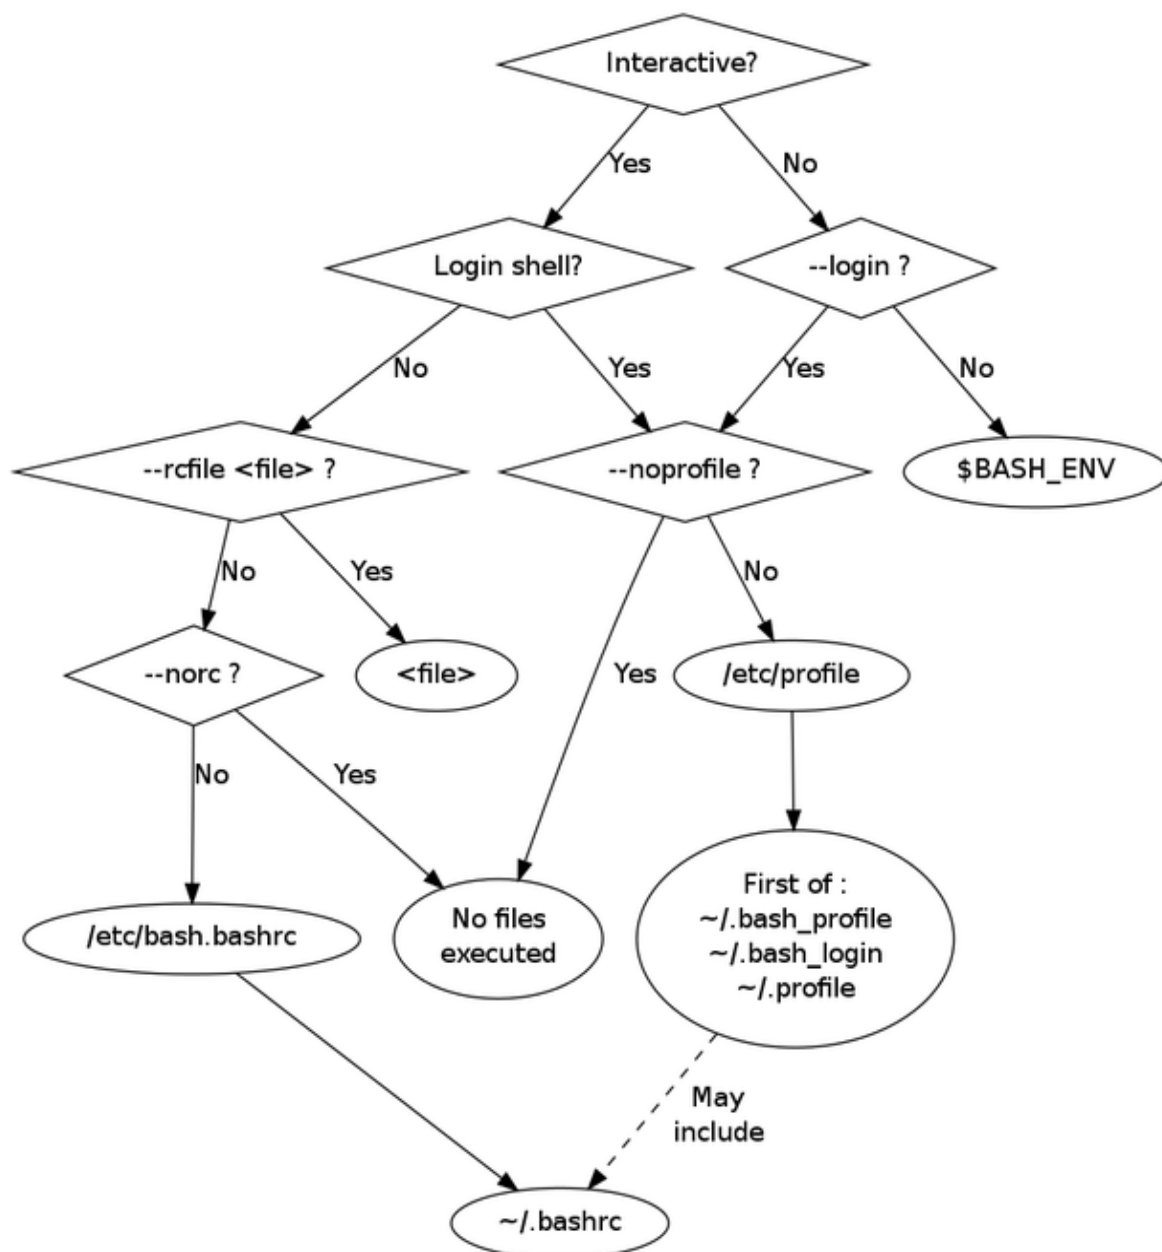 Interactive?
Yes
No
Login shell?
--login ?
No
Yes
Yes
No
--rcfile <file> ?
--noprofile ?
$BASH_ENV
No
Yes
No
--norc ?
<file>
Yes
/etc/profile
No
Yes
/etc/bash.bashrc
No files
executed
First of :
~/.bash_profile
~/.bash_login
~/.profile
May
include
~/.bashrc